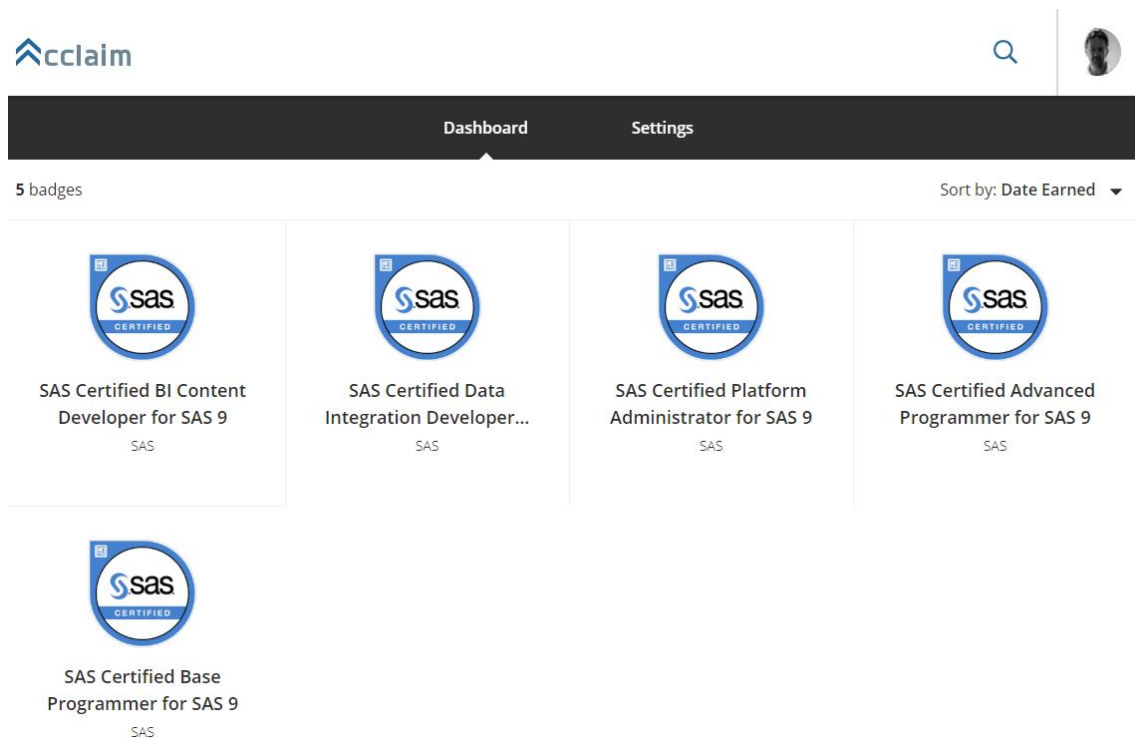 Acclaim
Dashboard Settings
5 badges Sort by: Date Earned
sas
CERTIFIED
SAS Certified BI Content
Developer for SAS 9
SAS
sas
CERTIFIED
SAS Certified Data
Integration Developer...
SAS
sas
CERTIFIED
SAS Certified Platform
Administrator for SAS 9
SAS
sas
CERTIFIED
SAS Certified Advanced
Programmer for SAS 9
SAS
sas
CERTIFIED
SAS Certified Base
Programmer for SAS 9
SAS